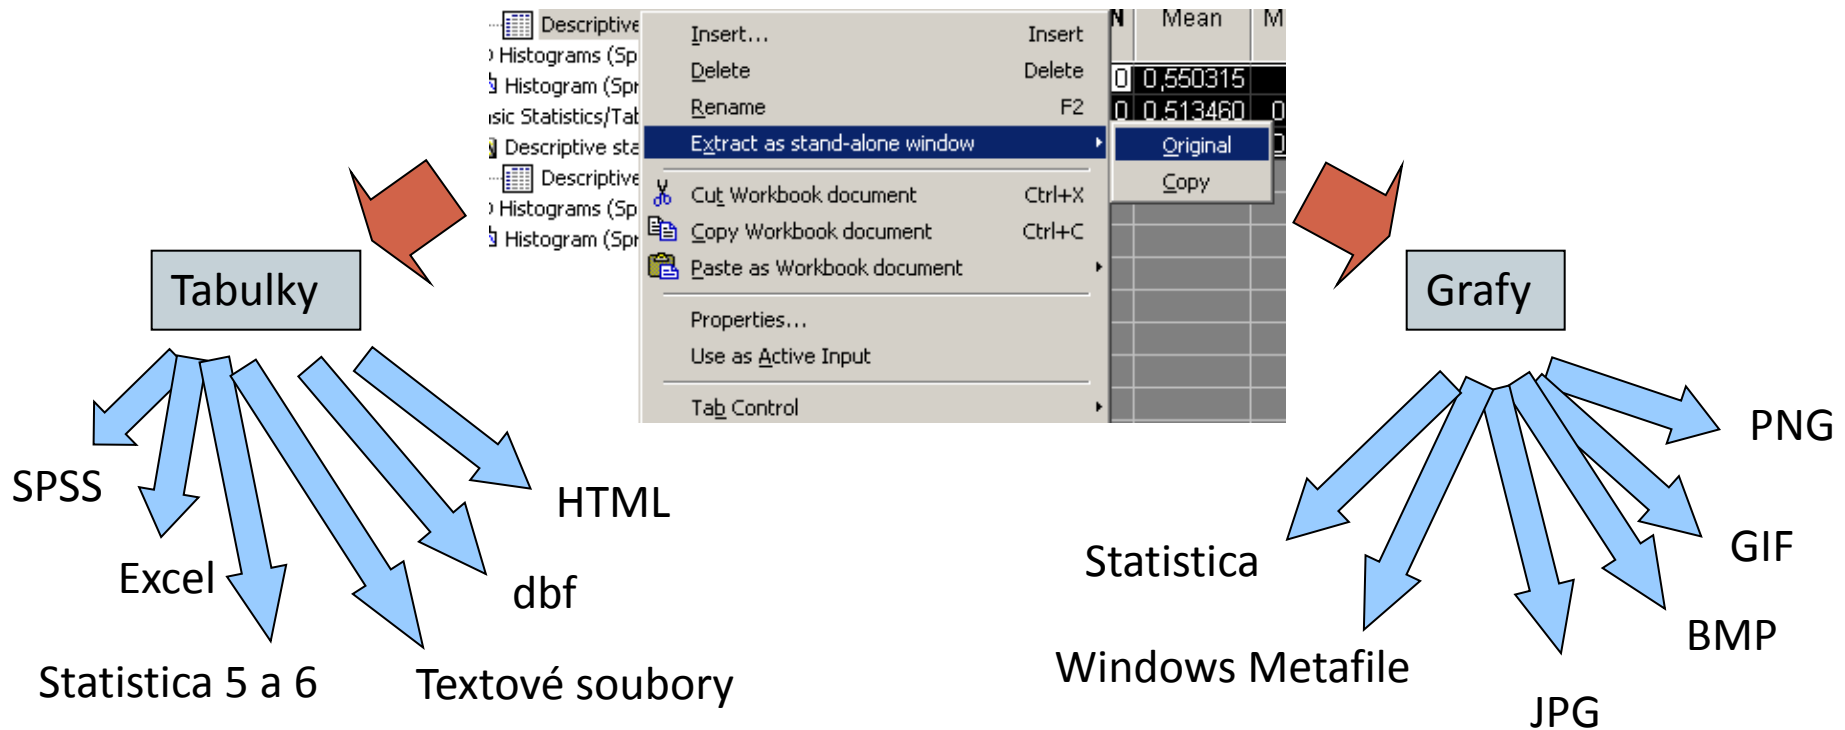 Descriptive
Histograms (Sp
Histogram (Spr
sic Statistics/Tab
Descriptive sta
Descriptive
Histograms (Sp
Histogram (Spr
Insert... Insert
Delete Delete
Rename F2
Extract as stand-alone window
Cut Workbook document Ctrl+X
Copy Workbook document Ctrl+C
Paste as Workbook document
Properties...
Use as Active Input
Tab Control
Original
Copy
N Mean M
0 0,550315
0 0,513460 0
Tabulky
SPSS
Excel
Statistica 5 a 6
Textové soubory
dbf
HTML
Grafy
Statistica
Windows Metafile
JPG
BMP
GIF
PNG